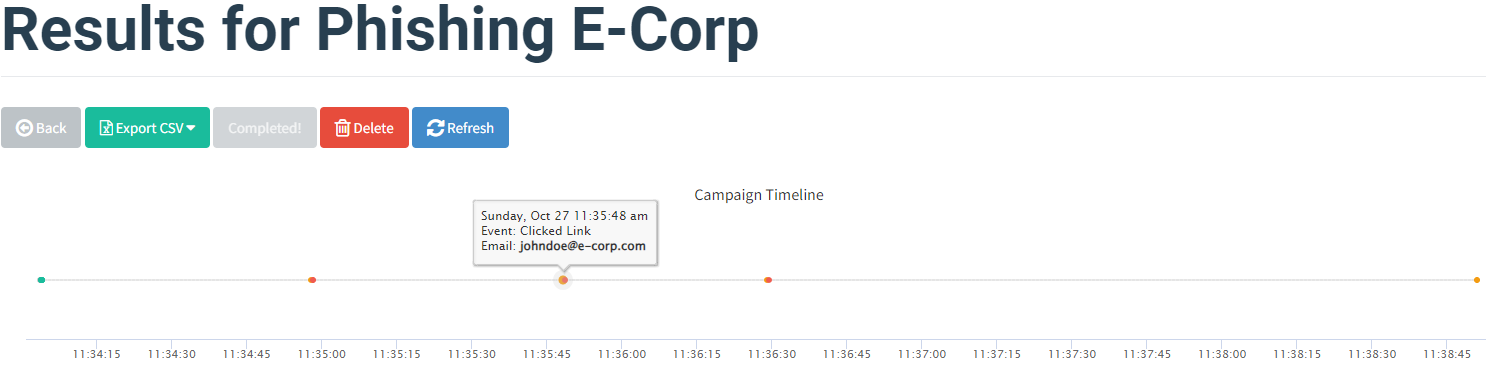 Results for Phishing E-Corp
Back Export CSV Completed! Delete Refresh
Campaign Timeline
Sunday, Oct 27 11:35:48 am
Event: Clicked Link
Email: johndoe@e-corp.com
11:34:15 11:34:30 11:34:45 11:35:00 11:35:15 11:35:30 11:35:45 11:36:00 11:36:15 11:36:30 11:36:45 11:37:00 11:37:15 11:37:30 11:37:45 11:38:00 11:38:15 11:38:30 11:38:45